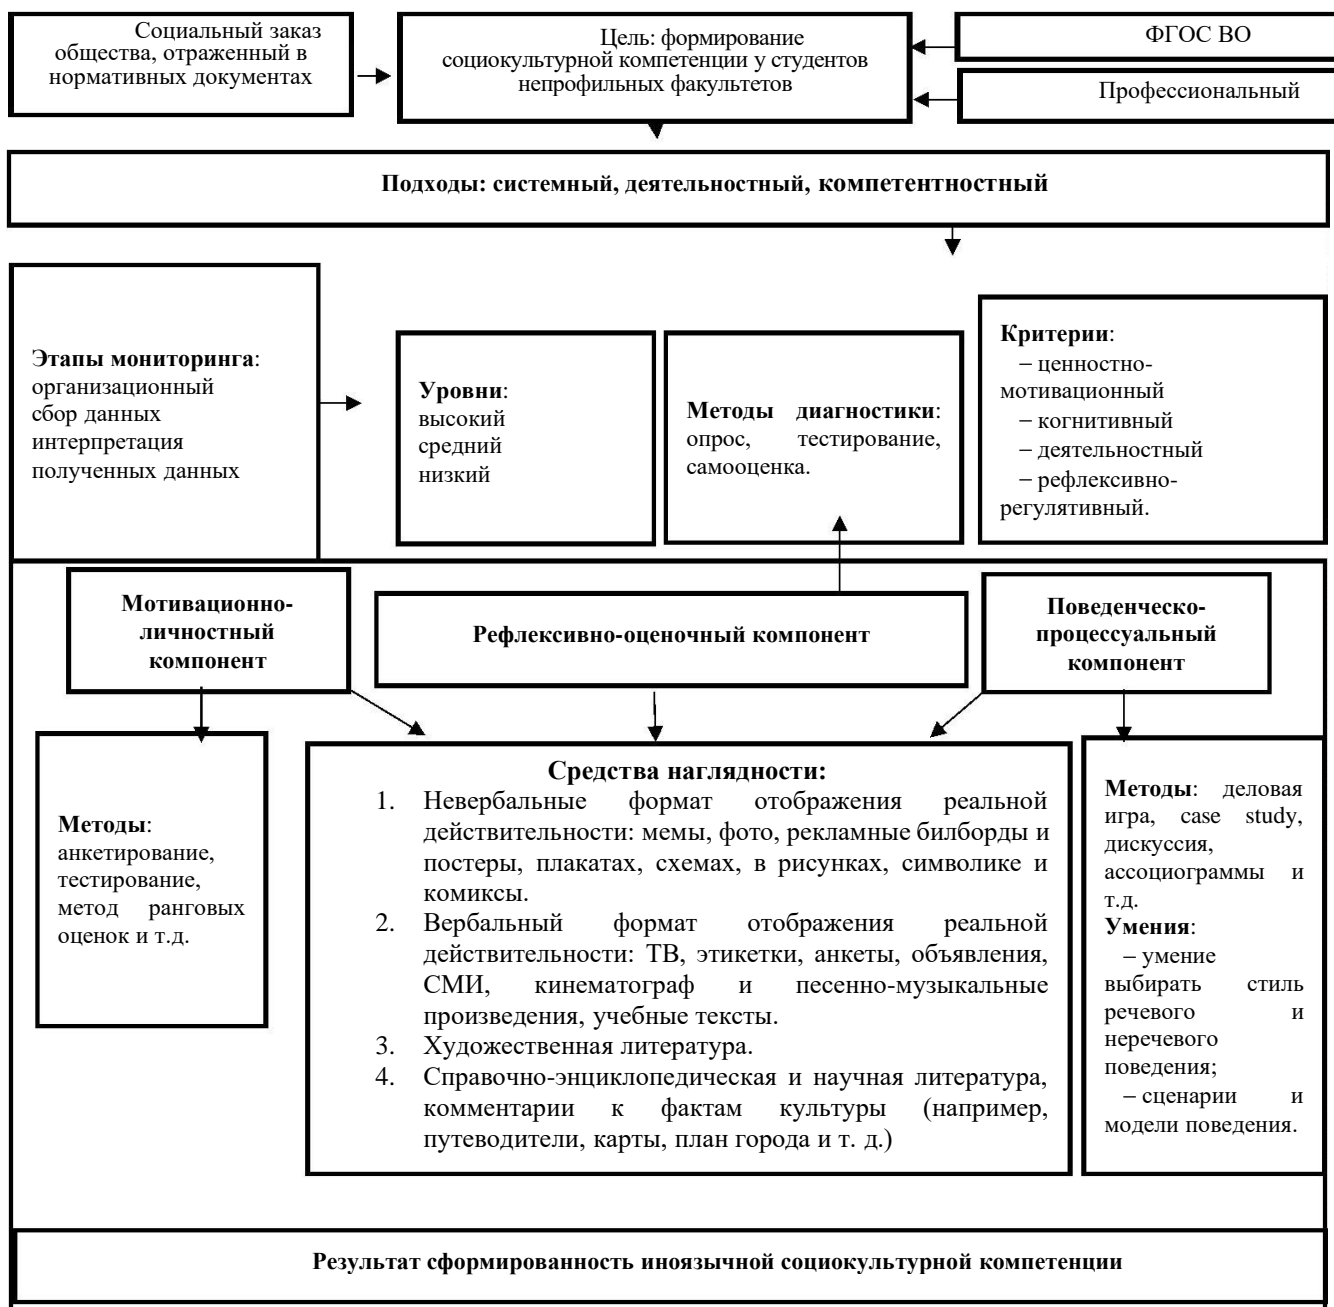 Социальный заказ
общества, отраженный в
нормативных документах
Цель: формирование
социокультурной компетенции у студентов
непрофильных факультетов
ФГОС ВО
Профессиональный
Подходы: системный, деятельностный, компетентностный
Этапы мониторинга:
организационный
сбор данных
интерпретация
полученных данных
Уровни:
высокий
средний
низкий
Методы диагностики:
опрос, тестирование,
самооценка.
Критерии:
– ценностно-
мотивационный
– когнитивный
– деятельностный
– рефлексивно-
регулятивный.
Мотивационно-
личностный
компонент
Рефлексивно-оценочный компонент
Поведенческо-
процессуальный
компонент
Методы:
анкетирование,
тестирование,
метод ранговых
оценок и т.д.
Средства наглядности:
1. Невербальные формат отображения реальной
действительности: мемы, фото, рекламные билборды и
постеры, плакатах, схемах, в рисунках, символике и
комиксы.
2. Вербальный формат отображения реальной
действительности: ТВ, этикетки, анкеты, объявления,
СМИ, кинематограф и песенно-музыкальные
произведения, учебные тексты.
3. Художественная литература.
4. Справочно-энциклопедическая и научная литература,
комментарии к фактам культуры (например,
путеводители, карты, план города и т. д.)
Методы: деловая
игра, case study,
дискуссия,
ассоциограммы и
т.д.
Умения:
– умение
выбирать стиль
речевого и
неречевого
поведения;
– сценарии и
модели поведения.
Результат сформированность иноязычной социокультурной компетенции